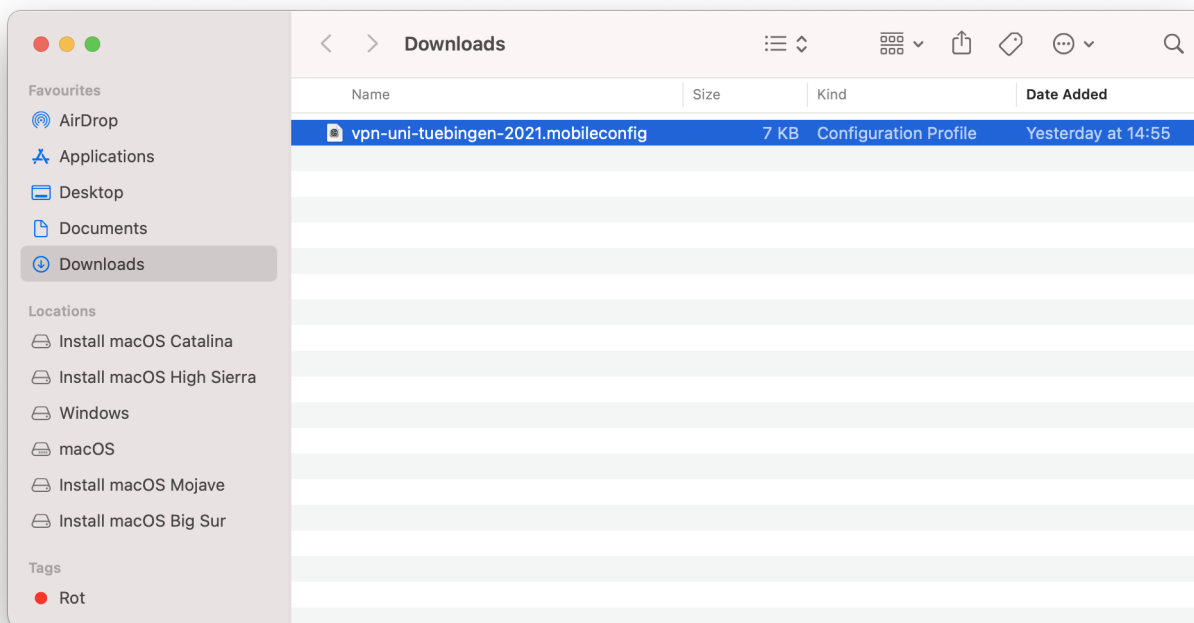 Downloads
Favourites
AirDrop
Applications
Desktop
Documents
Downloads
Locations
Install macOS Catalina
Install macOS High Sierra
Windows
macOS
Install macOS Mojave
Install macOS Big Sur
Tags
Rot
Name Size Kind Date Added
vpn-uni-tuebingen-2021.mobileconfig 7 KB Configuration Profile Yesterday at 14:55